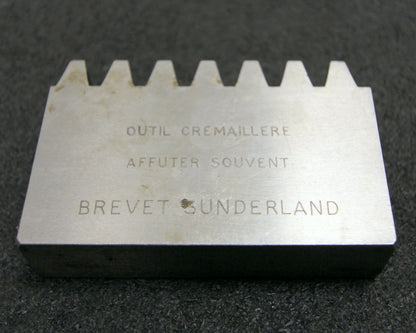 OUTIL CREMAILLERE
AFFUTER SOUVENT
BREVET SUNDERLAND